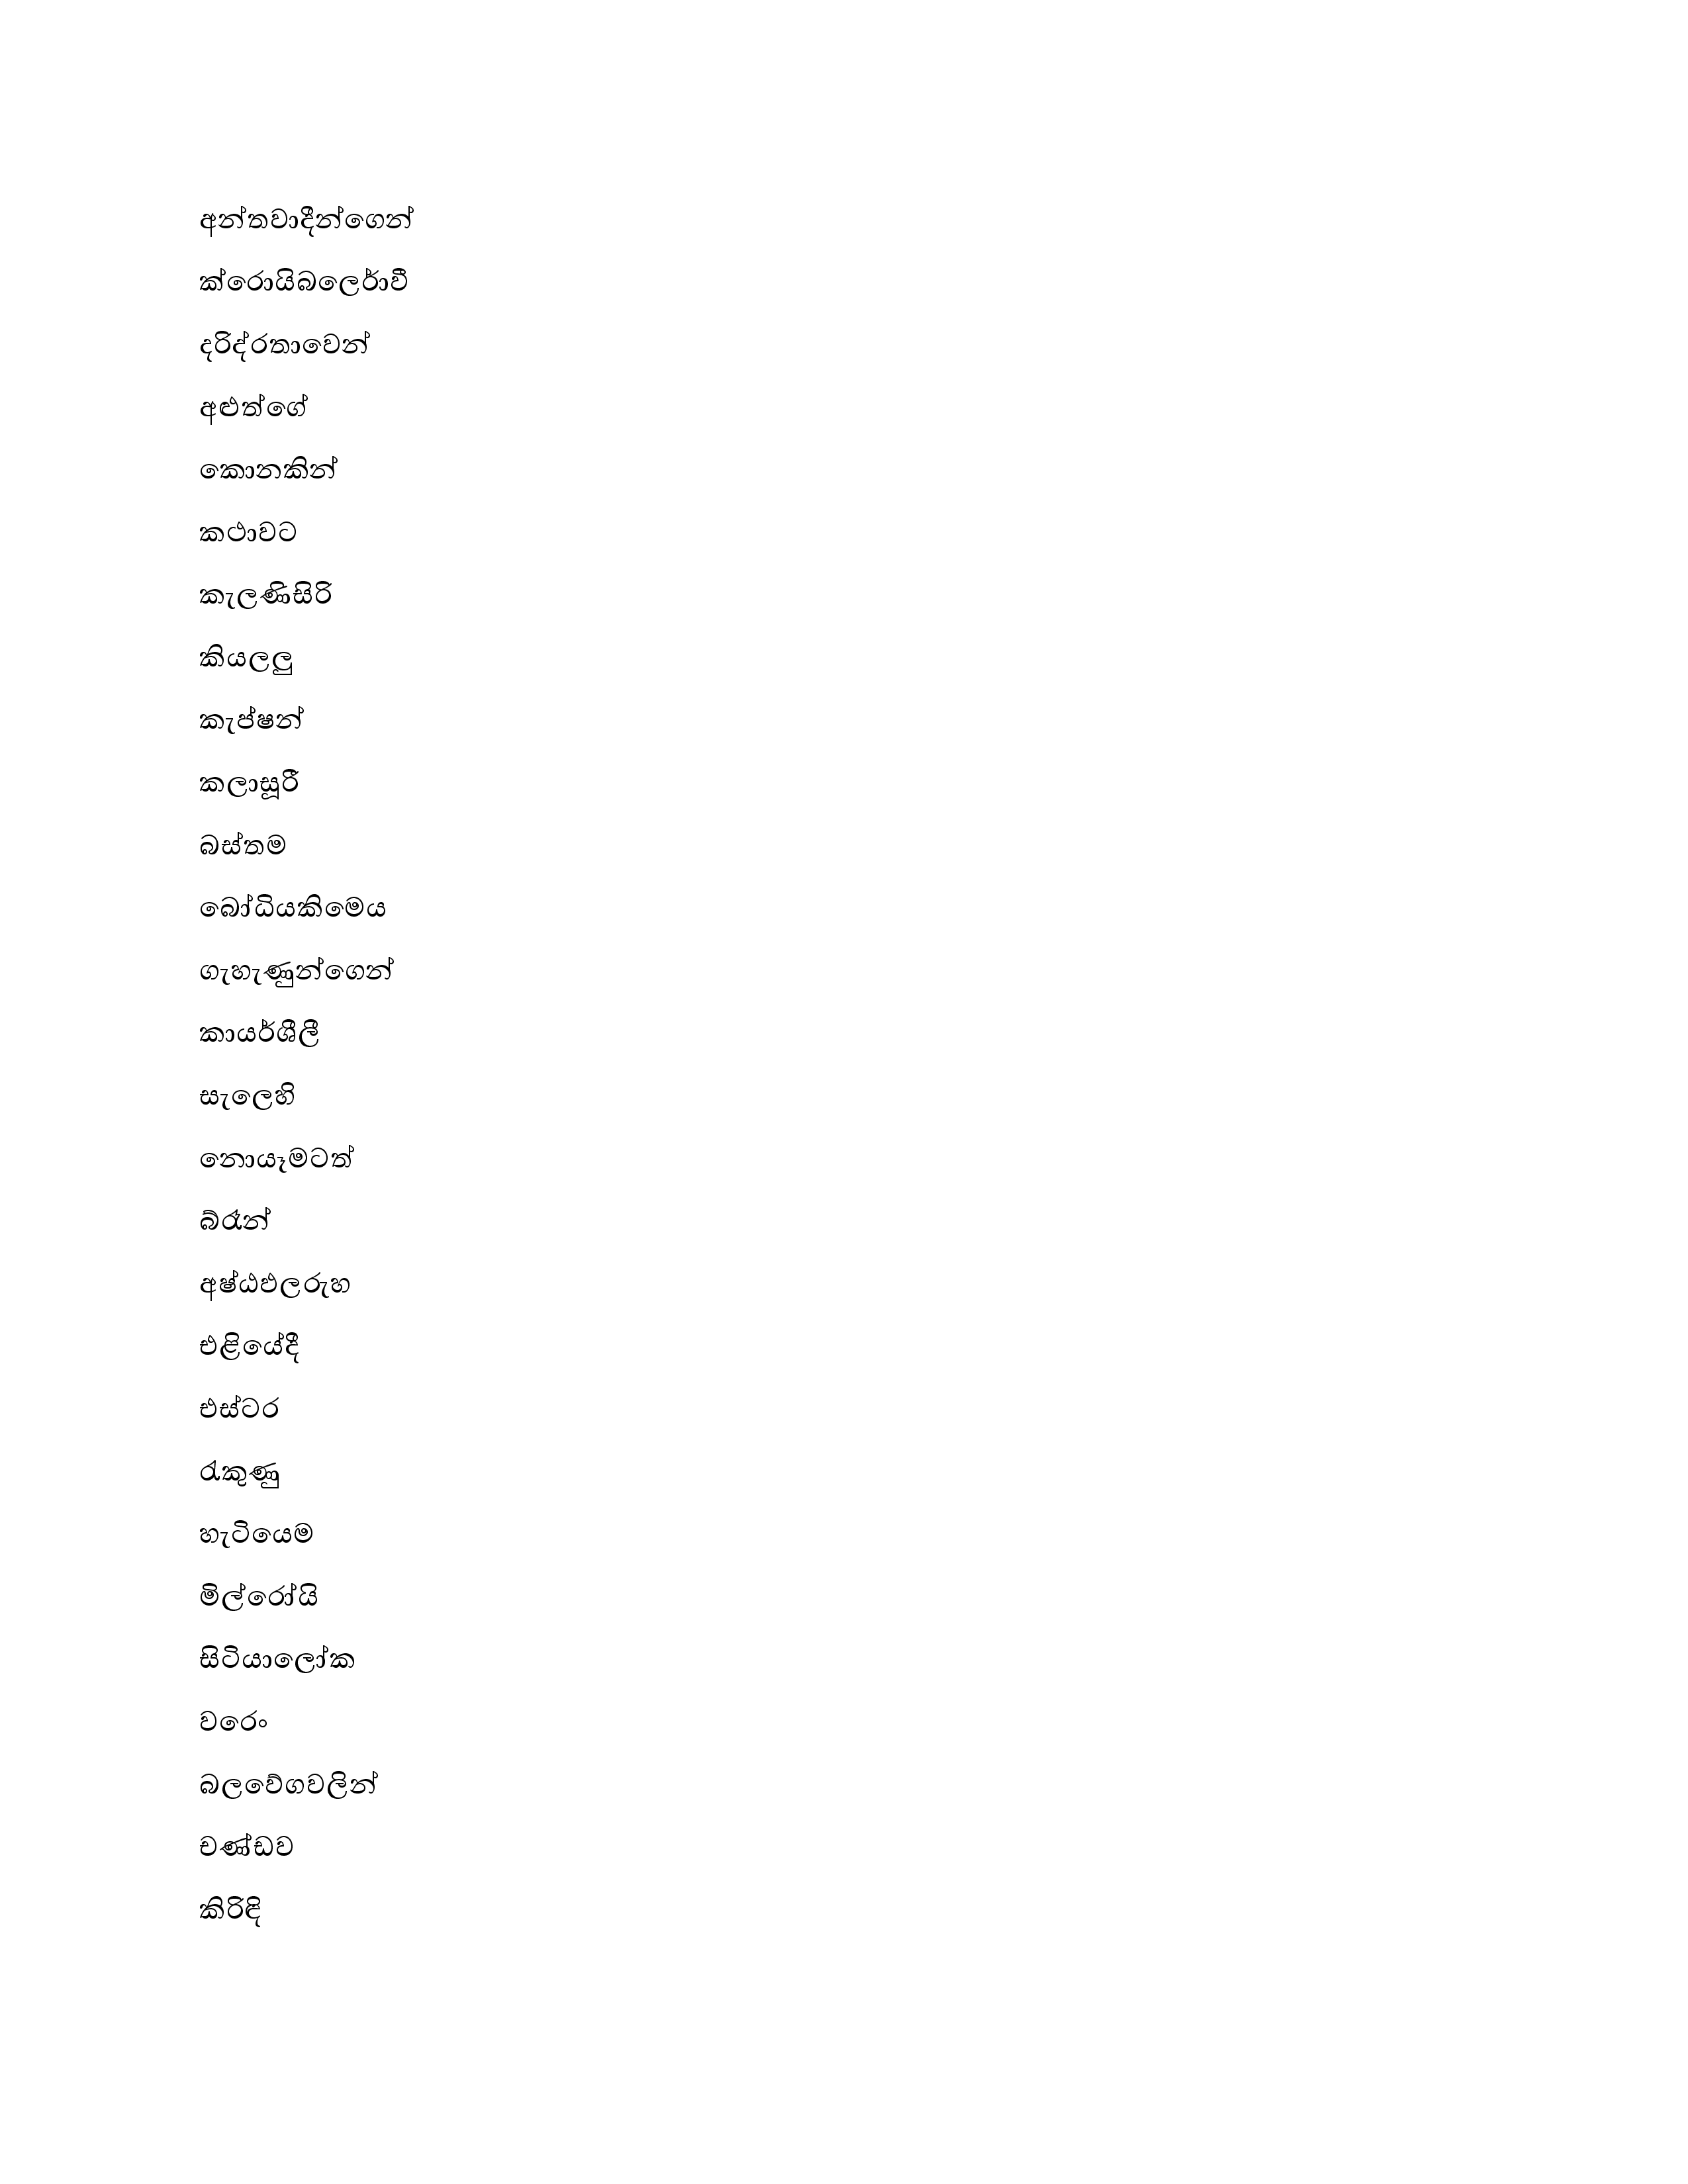 අන්තවාදීන්ගෙන්
ක්රොයිබලෙර්ාවී
දරිද්රතාවෙන්
අළුත්ගේ
කොනකින්
කථාවට
කැලණිසිරි
කියලලු
කැප්ෂන්
කලාසූරී
බස්තම
බෝධියකිමෙය
ගැහැණුන්ගෙන්
කායර්ශීලී
සැලෙහි
නොයෑමටත්
බ්රෑන්
අෂ්ඨඵලරුහ
එළියේදී
එස්ටර
රැකුණු
හැටියෙම
මිල්රෝයි
සිටියාලෝක
වරෙං
බලවේගවලින්
චණ්ඩව
කිරිඳි